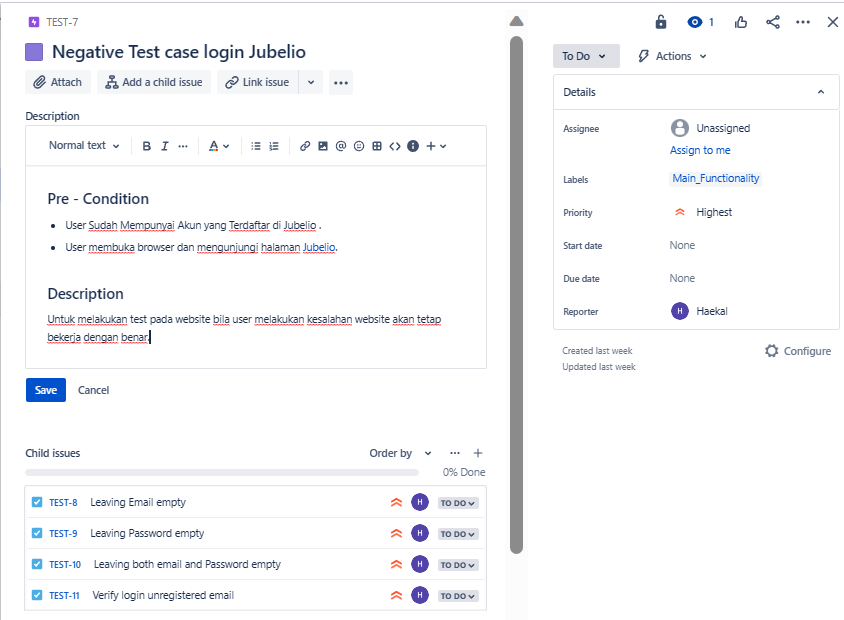 TEST-7
1
Negative Test case login Jubelio
Attach
Add a child issue
Link issue
Description
Normal text
B
I
A
Pre - Condition
User Sudah Mempunyai Akun yang Terdaftar di Jubelio .
User membuka browser dan mengunjungi halaman Jubelio.
Description
Untuk melakukan test pada website bila user melakukan kesalahan website akan tetap
bekerja dengan benar.
Save
Cancel
Child issues
Order by
0% Done
TEST-8 Leaving Email empty H TO DO
TEST-9 Leaving Password empty H TO DO
TEST-10 Leaving both email and Password empty H TO DO
TEST-11 Verify login unregistered email H TO DO
To Do
Actions
Details
Assignee Unassigned
Assign to me
Labels Main_Functionality
Priority Highest
Start date None
Due date None
Reporter H Haekal
Created last week
Updated last week
Configure